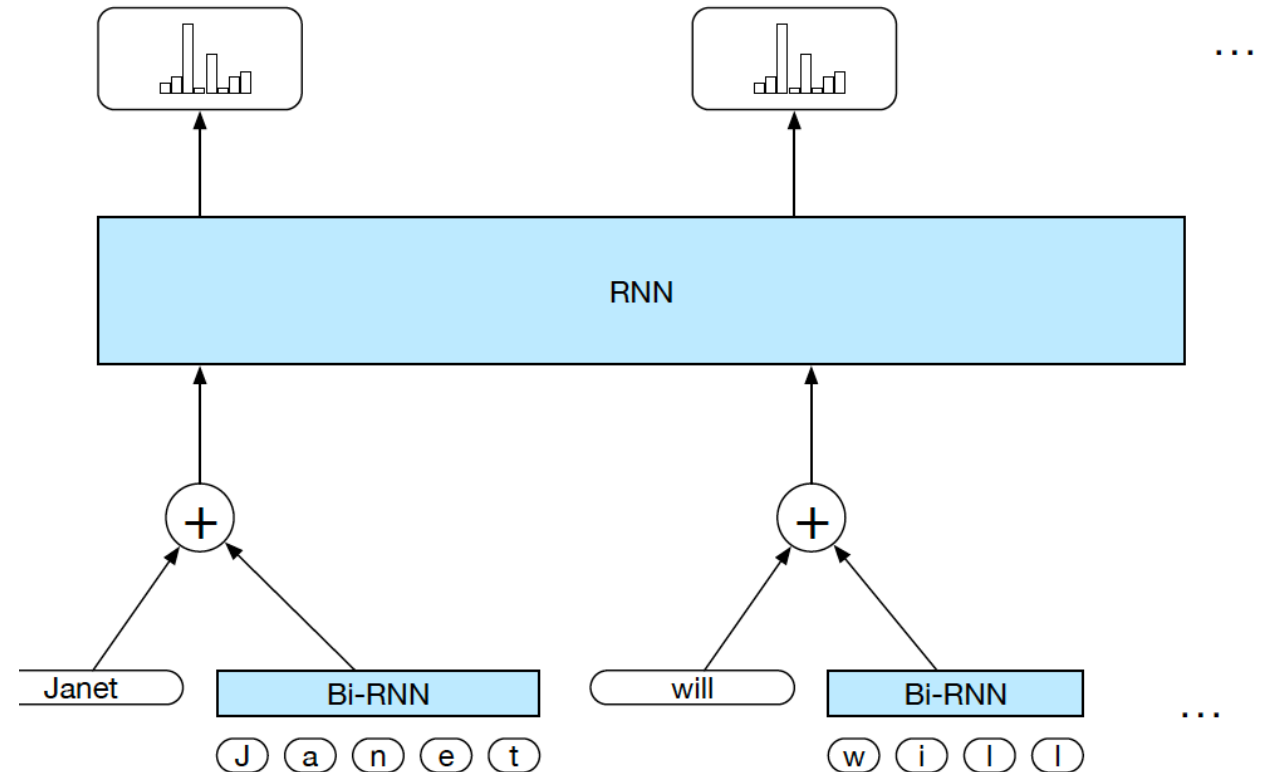 ...
RNN
+ +
Janet Bi-RNN will Bi-RNN ...
J a n e t w i l l